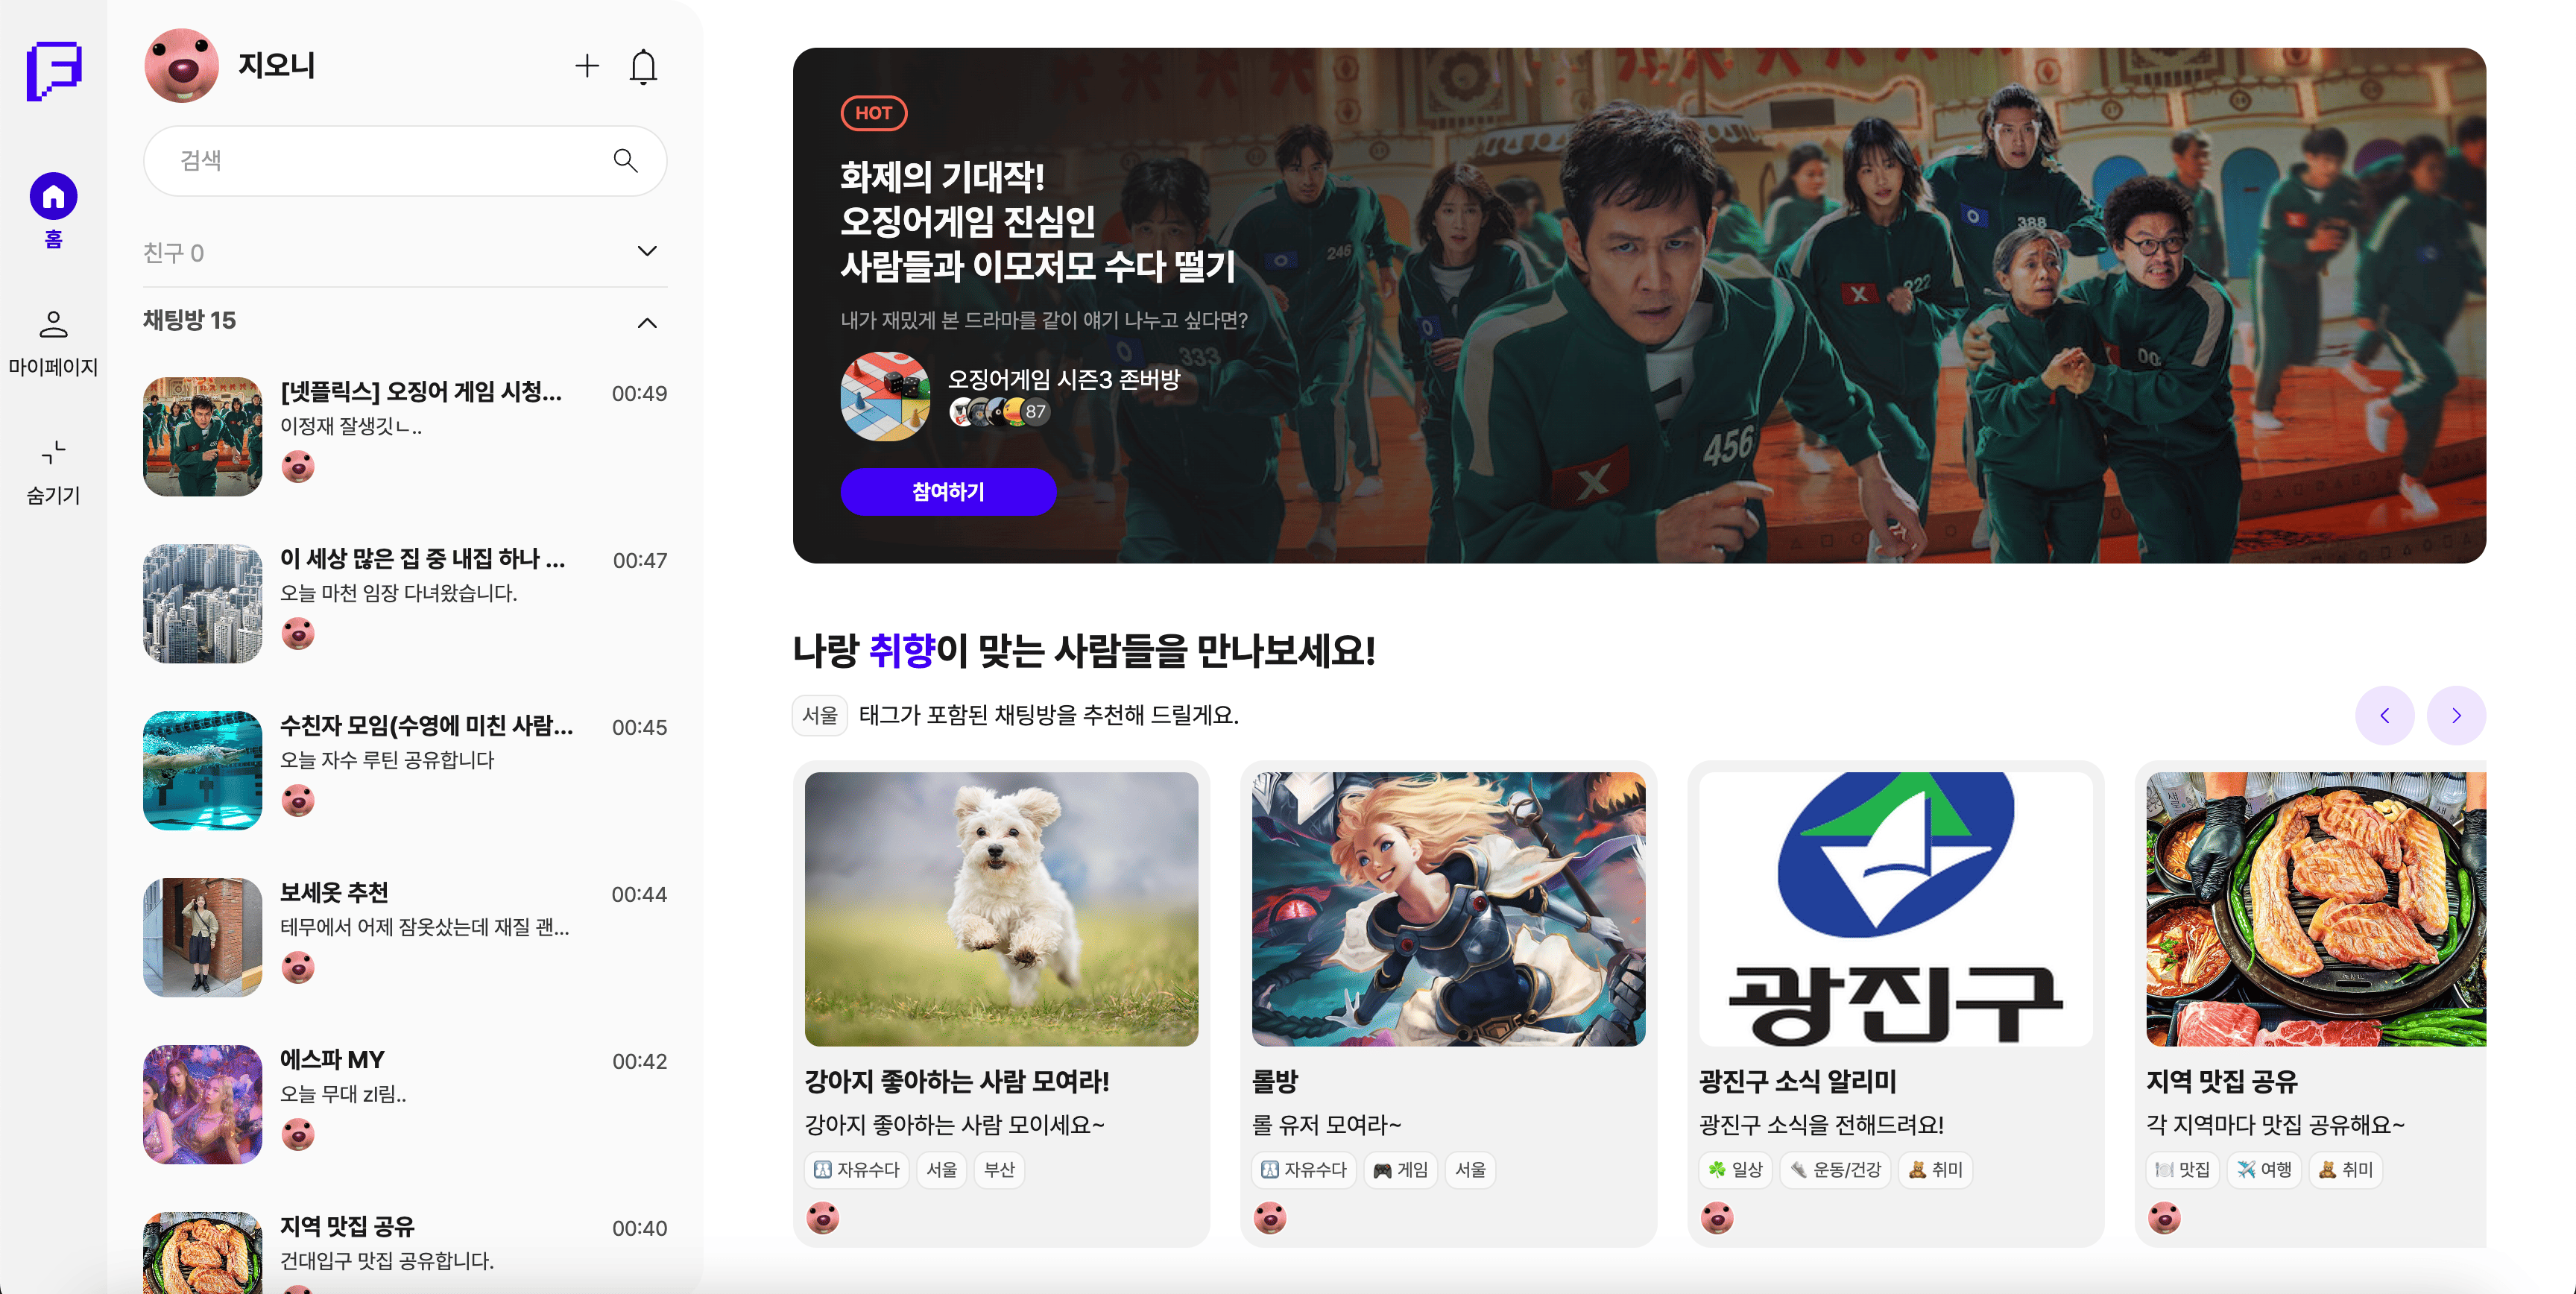 홈
마이페이지
숨기기
지오니
검색
친구 0
채팅방 15
[넷플릭스] 오징어 게임 시청...
00:49
이정재 잘생깃ㄴ..
이 세상 많은 집 중 내집 하나 ...
00:47
오늘 마천 임장 다녀왔습니다.
수친자 모임(수영에 미친 사람...
00:45
오늘 자수 루틴 공유합니다
보세옷 추천
00:44
테무에서 어제 잠옷샀는데 재질 괜...
에스파 MY
00:42
오늘 무대 zl림..
지역 맛집 공유
00:40
건대입구 맛집 공유합니다.
HOT
화제의 기대작!
오징어게임 진심인
사람들과 이모저모 수다 떨기
내가 재밌게 본 드라마를 같이 얘기 나누고 싶다면?
오징어게임 시즌3 존버방
87
참여하기
246
333
456
222
388
X
X
나랑 취향이 맞는 사람들을 만나보세요!
서울 태그가 포함된 채팅방을 추천해 드릴게요.
강아지 좋아하는 사람 모여라!
강아지 좋아하는 사람 모이세요~
자유수다 서울 부산
롤방
롤 유저 모여라~
자유수다 게임 서울
광진구
광진구 소식 알리미
광진구 소식을 전해드려요!
일상 운동/건강 취미
지역 맛집 공유
각 지역마다 맛집 공유해요~
맛집 여행 취미